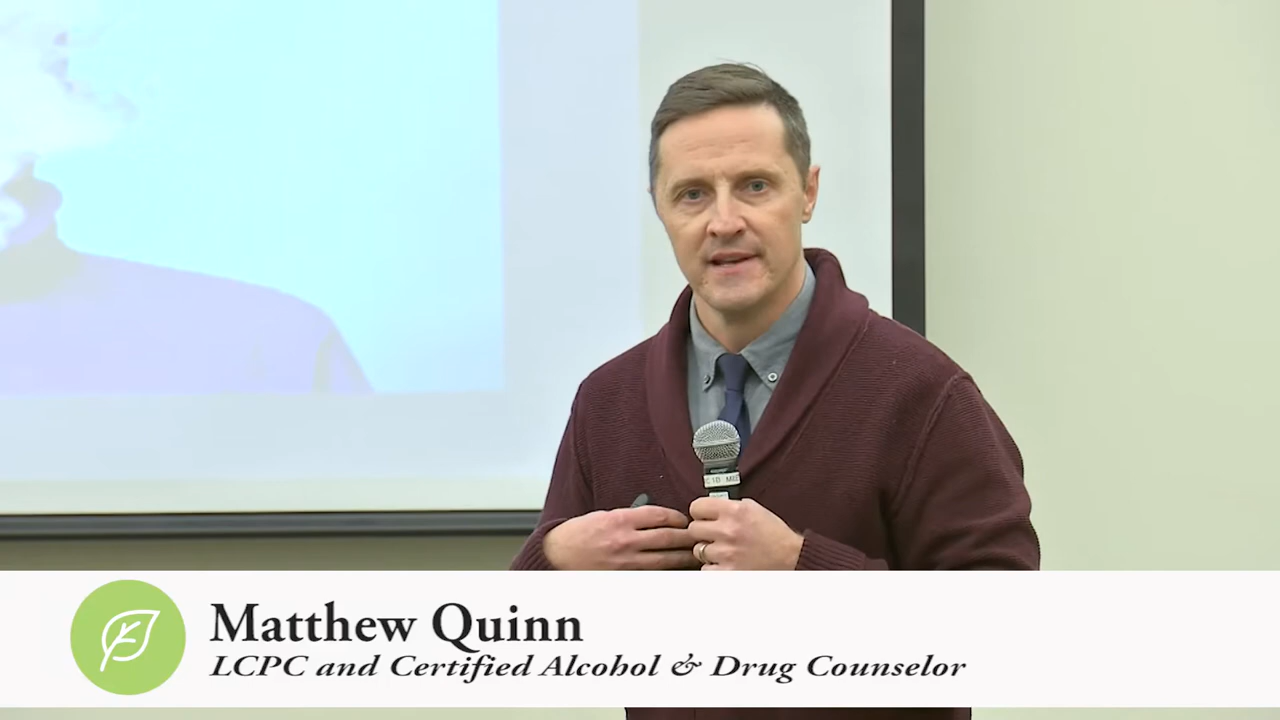 Matthew Quinn
LCPC and Certified Alcohol & Drug Counselor